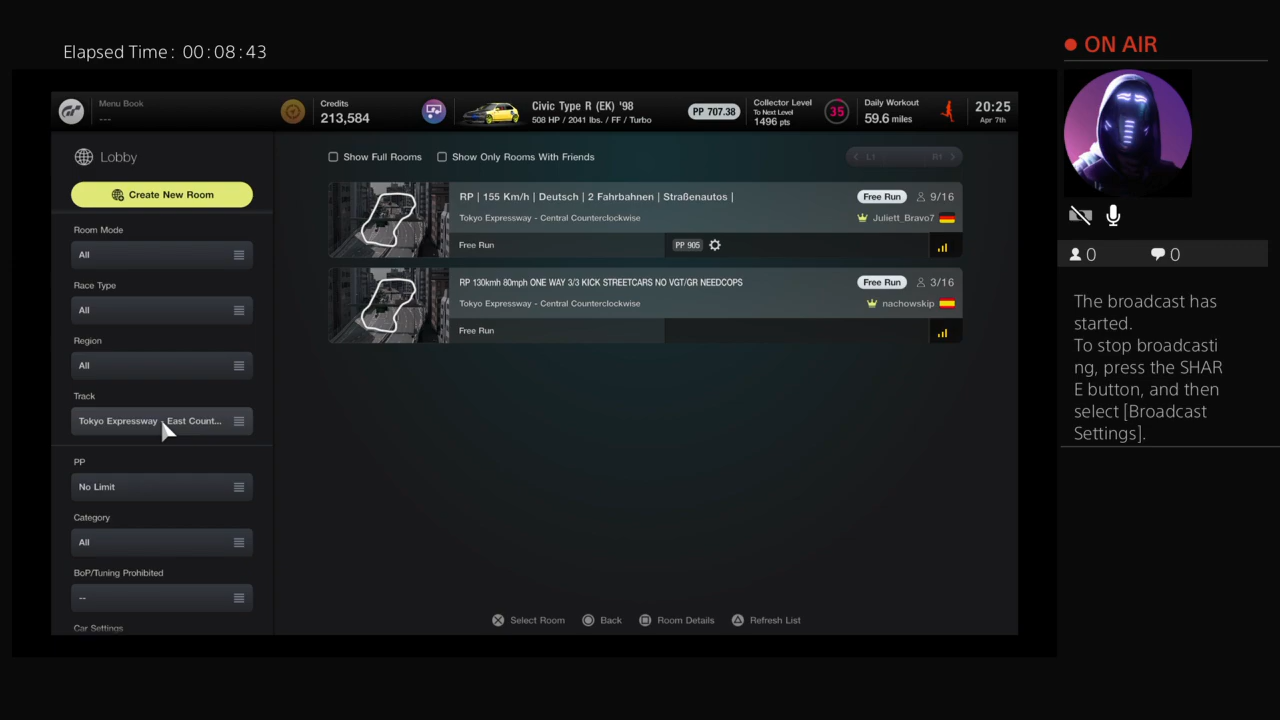 Elapsed Time: 00:08:43
ON AIR
Menu Book
---
Credits
213,584
Civic Type R (EK) '98
508 HP / 2041 lbs. / FF / Turbo
PP 707.38
Collector Level
To Next Level
1496 pts
35
Daily Workout
59.6 miles
20:25
Apr 7th
Lobby
Create New Room
Room Mode
All
Race Type
All
Region
All
Track
Tokyo Expressway - East Count...
PP
No Limit
Category
All
BoP/Tuning Prohibited
--
Car Settings
Show Full Rooms
Show Only Rooms With Friends
L1
R1
RP | 155 Km/h | Deutsch | 2 Fahrbahnen | Straßenautos |
Free Run
9/16
Tokyo Expressway - Central Counterclockwise
Juliett_Bravo7
Free Run
PP 905
RP 130kmh 80mph ONE WAY 3/3 KICK STREETCARS NO VGT/GR NEEDCOPS
Free Run
3/16
Tokyo Expressway - Central Counterclockwise
nachowskip
Free Run
Select Room
Back
Room Details
Refresh List
0
0
The broadcast has
started.
To stop broadcasti
ng, press the SHAR
E button, and then
select [Broadcast
Settings].